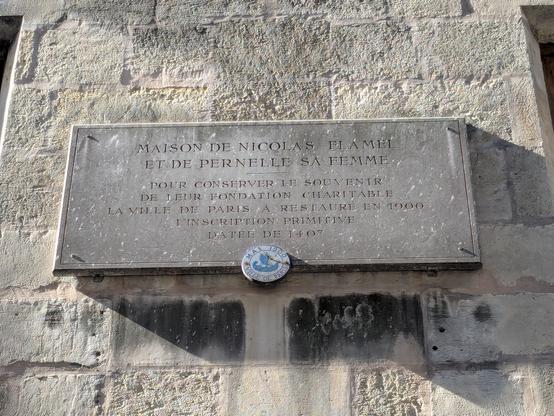 MAISON DE NICOLAS FLAMEL
ET DE PERNELLE SA FEMME
POUR CONSERVER LE SOUVENIR
DE LEUR FONDATION CHARITABLE
LA VILLE DE PARIS A RESTAURÉ EN 1900
L'INSCRIPTION PRIMITIVE
DATÉE DE 1407